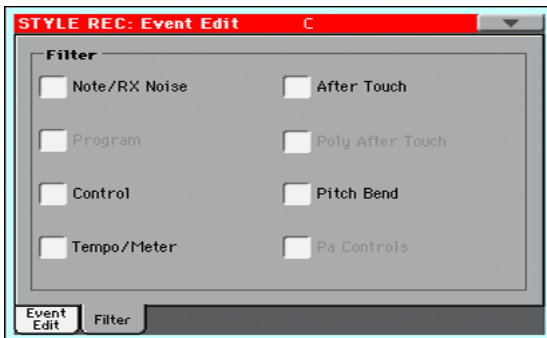 STYLE REC: Event Edit C
Filter
Note/RX Noise After Touch
Program Poly After Touch
Control Pitch Bend
Tempo/Meter Pa Controls
Event Edit Filter